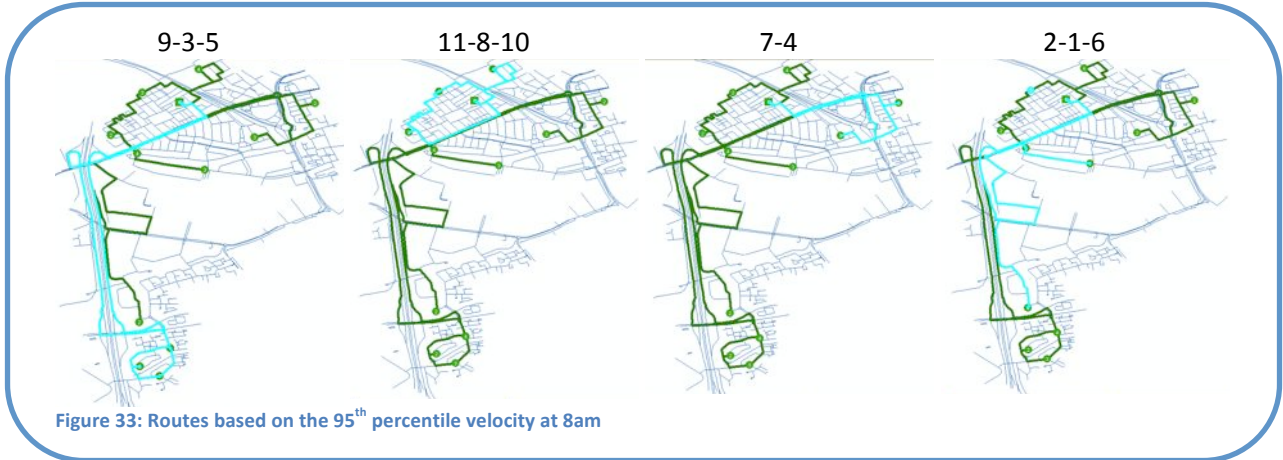 9-3-5 11-8-10 7-4 2-1-6
Figure 33: Routes based on the 95th percentile velocity at 8am